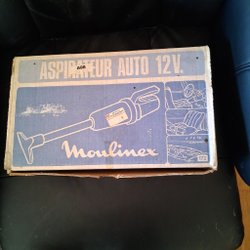 ASPIRATEUR AUTO 12V.
Moulinex